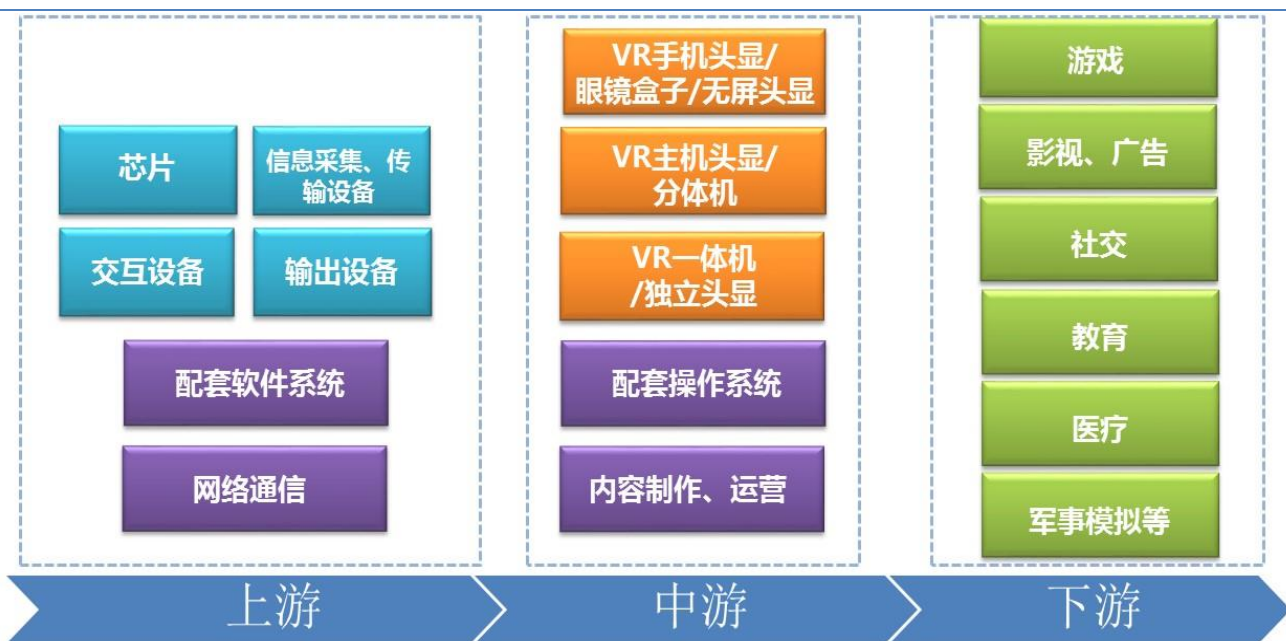 芯片
信息采集、传
输设备
交互设备
输出设备
配套软件系统
网络通信
VR手机头显/
眼镜盒子/无屏头显
VR主机头显/
分体机
VR一体机
/独立头显
配套操作系统
内容制作、运营
游戏
影视、广告
社交
教育
医疗
军事模拟等
上游
中游
下游